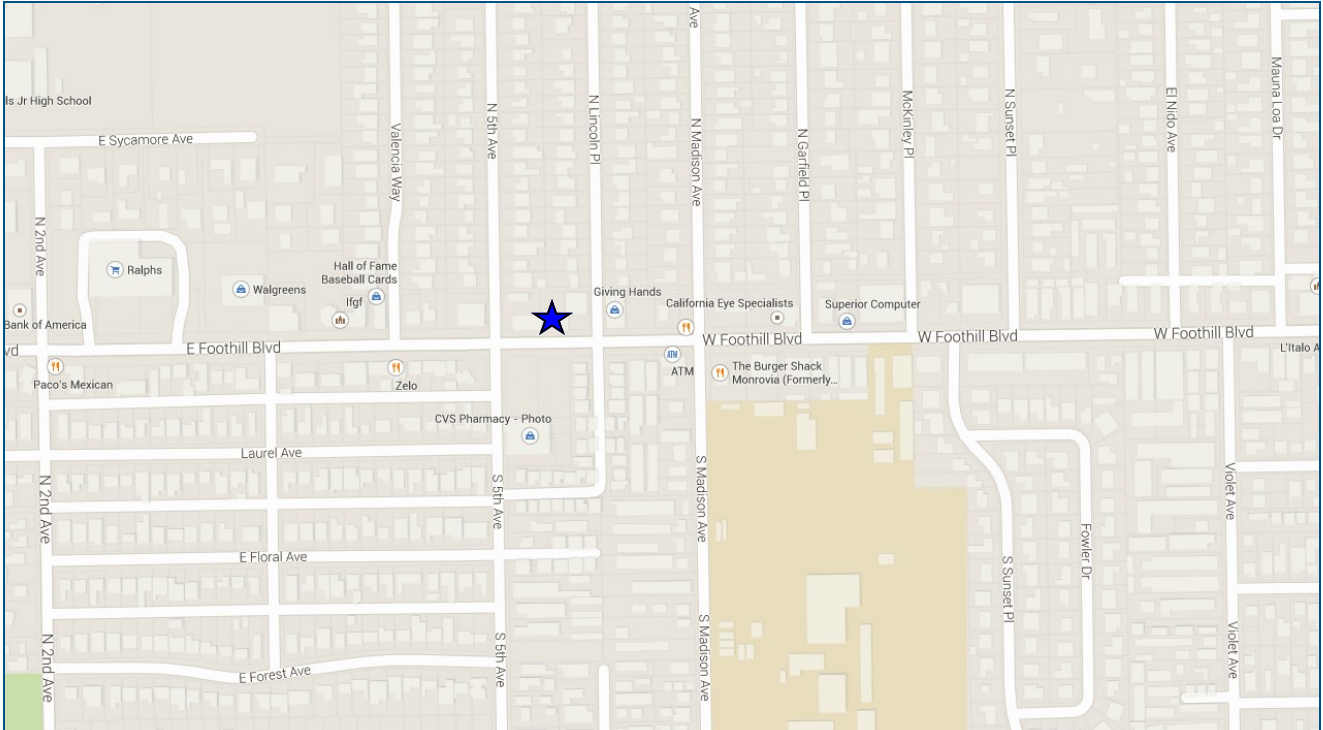 Ave
ls Jr High School
E Sycamore Ave
Valencia Way
N 5th Ave
N Lincoln Pl
N Madison Ave
N Garfield Pl
McKinley Pl
N Sunset Pl
El Nido Ave
Mauna Loa Dr
N 2nd Ave
Ralphs
Walgreens
Hall of Fame
Baseball Cards
Ifgf
Giving Hands
California Eye Specialists
Superior Computer
Bank of America
vd
E Foothill Blvd
W Foothill Blvd
W Foothill Blvd
W Foothill Blvd
L'Italo A
Paco's Mexican
Zelo
ATM
ATM
The Burger Shack
Monrovia (Formerly...
CVS Pharmacy - Photo
Laurel Ave
N 2nd Ave
S 5th Ave
S Madison Ave
Violet Ave
E Floral Ave
S Sunset Pl
Fowler Dr
N 2nd Ave
E Forest Ave
S 5th Ave
S Madison Ave
Violet Ave